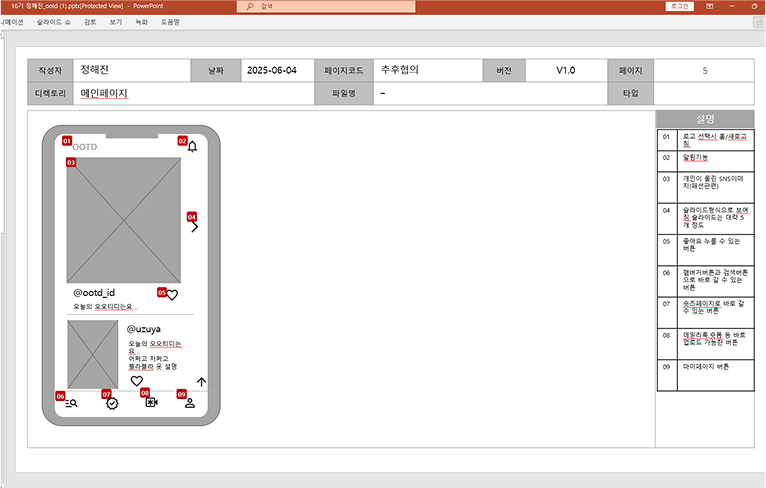 16기 정해진_ootd (1).pptx[Protected View] - PowerPoint
검색
로그인
니메이션 슬라이드 쇼 검토 보기 녹화 도움말
작성자 정해진 날짜 2025-06-04 페이지코드 추후협의 버전 V1.0 페이지 5
디렉토리 메인페이지 파일명 – 타입
설명
01 로고 선택시 홈/새로고
침
02 알림기능
03 개인이 올린 SNS이미
지(패션관련)
04 슬라이드형식으로 보여
짐 슬라이드는 대략 5
개 정도
05 좋아요 누를 수 있는
버튼
06 햄버거버튼과 검색버튼
으로 바로 갈 수 있는
버튼
07 숏츠페이지로 바로 갈
수 있는 버튼
08 데일리룩,숏폼 등 바로
업로드 가능한 버튼
09 마이페이지 버튼
01 OOTD 02
03
04
@ootd_id 05
오늘의 오오티디는요 ..
@uzuya
오늘의 오오티디는
요 ..
어쩌고 저쩌고
블라블라 옷 설명
06 07 08 09